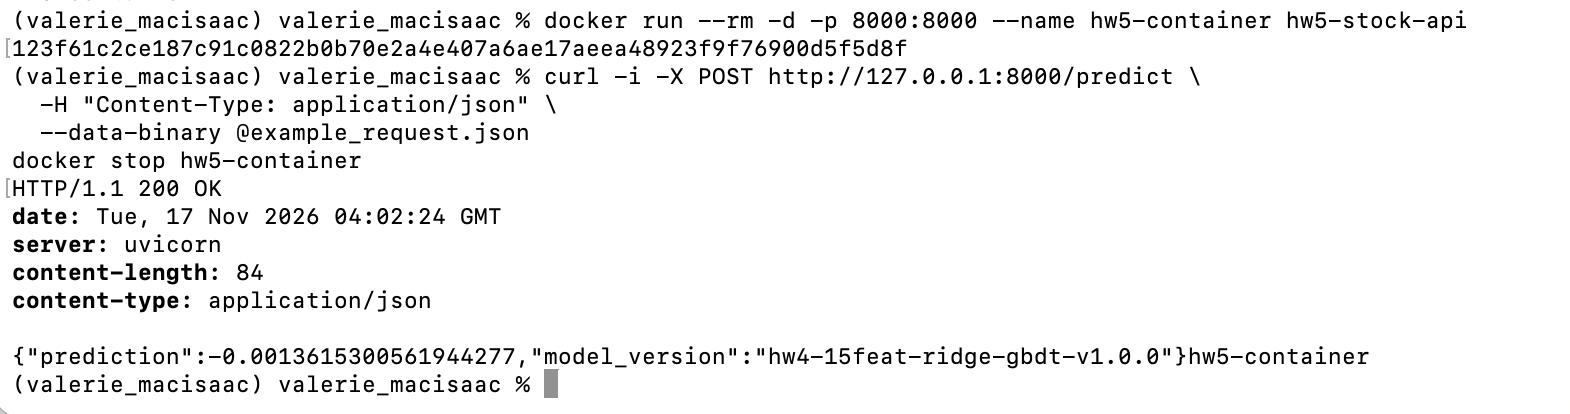 (valerie_macisaac) valerie_macisaac % docker run --rm -d -p 8000:8000 --name hw5-container hw5-stock-api
[123f61c2ce187c91c0822b0b70e2a4e407a6ae17aeea48923f9f76900d5f5d8f
(valerie_macisaac) valerie_macisaac % curl -i -X POST http://127.0.0.1:8000/predict \
  -H "Content-Type: application/json" \
  --data-binary @example_request.json
docker stop hw5-container
[HTTP/1.1 200 OK
date: Tue, 17 Nov 2026 04:02:24 GMT
server: uvicorn
content-length: 84
content-type: application/json

{"prediction":-0.0013615300561944277,"model_version":"hw4-15feat-ridge-gbdt-v1.0.0"}hw5-container
(valerie_macisaac) valerie_macisaac %